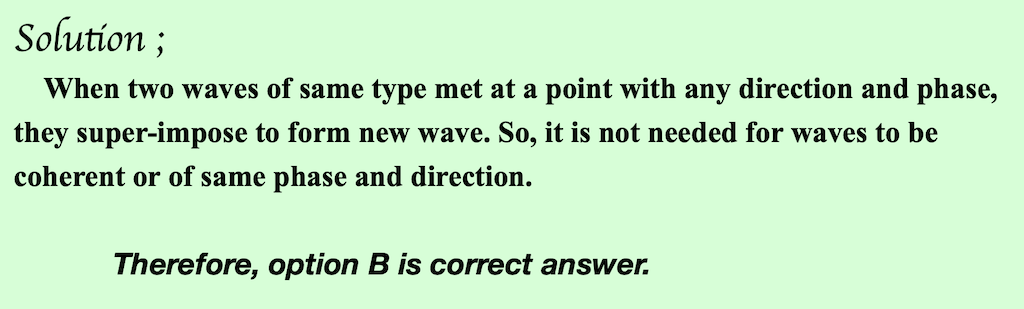 Solution ;
When two waves of same type met at a point with any direction and phase,
they super-impose to form new wave. So, it is not needed for waves to be
coherent or of same phase and direction.
Therefore, option B is correct answer.